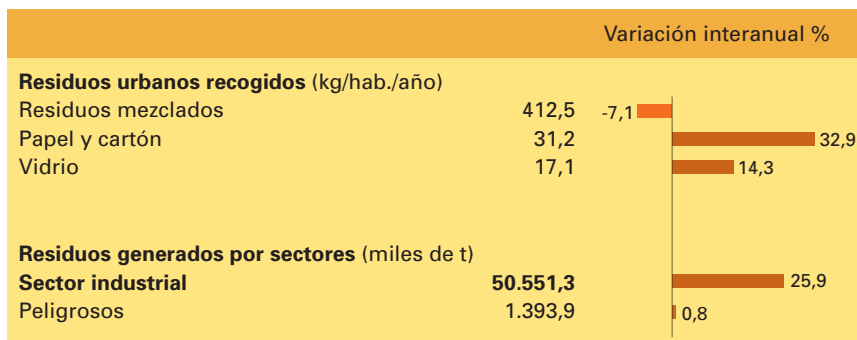 Variación interanual %
Residuos urbanos recogidos (kg/hab./año)
Residuos mezclados 412,5 -7,1
Papel y cartón 31,2 32,9
Vidrio 17,1 14,3
Residuos generados por sectores (miles de t)
Sector industrial 50.551,3 25,9
Peligrosos 1.393,9 0,8